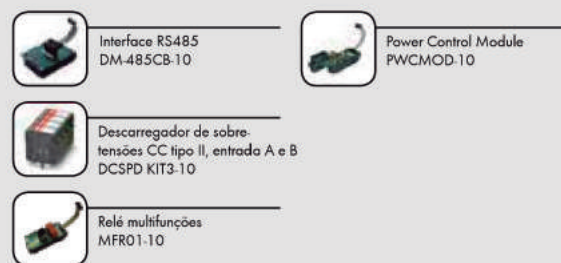 Interface RS485
DM-485CB-10
Power Control Module
PWCMOD-10
Descarregador de sobre-
tensões CC tipo II, entrada A e B
DCSPD KIT3-10
Relé multifunções
MFR01-10